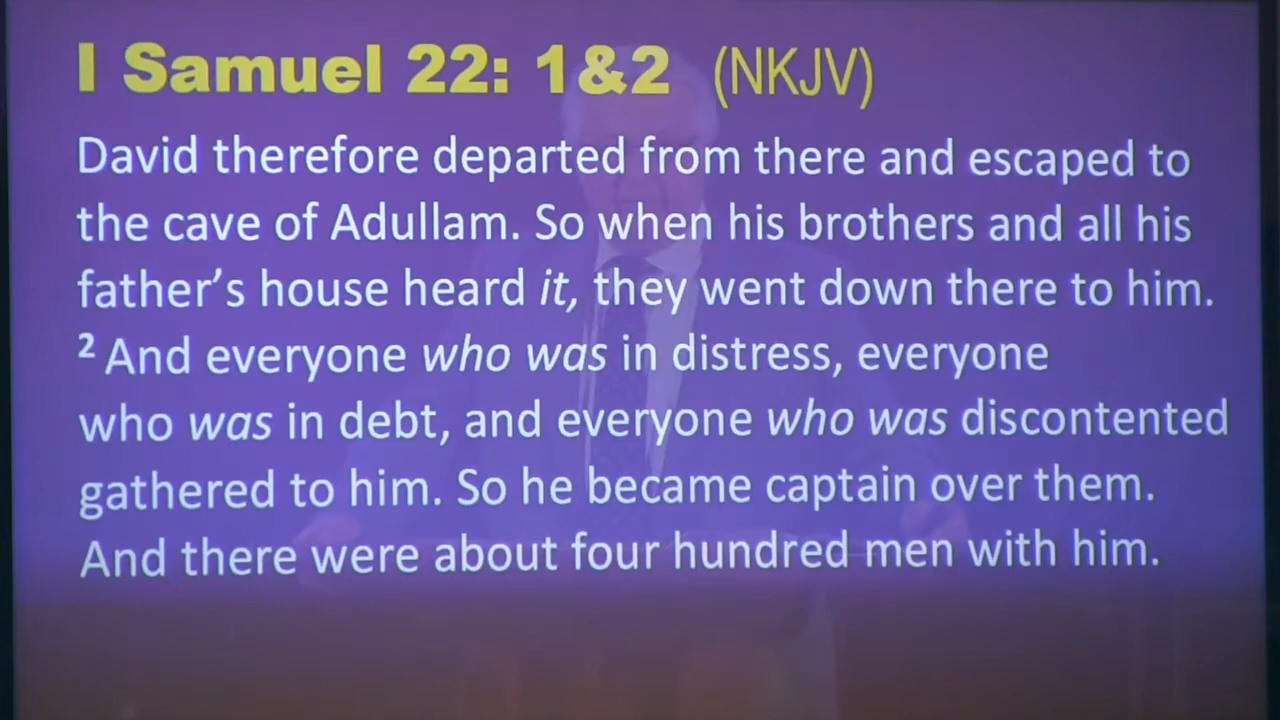 I Samuel 22: 1&2 (NKJV)
David therefore departed from there and escaped to
the cave of Adullam. So when his brothers and all his
father’s house heard it, they went down there to him.
² And everyone who was in distress, everyone
who was in debt, and everyone who was discontented
gathered to him. So he became captain over them.
And there were about four hundred men with him.